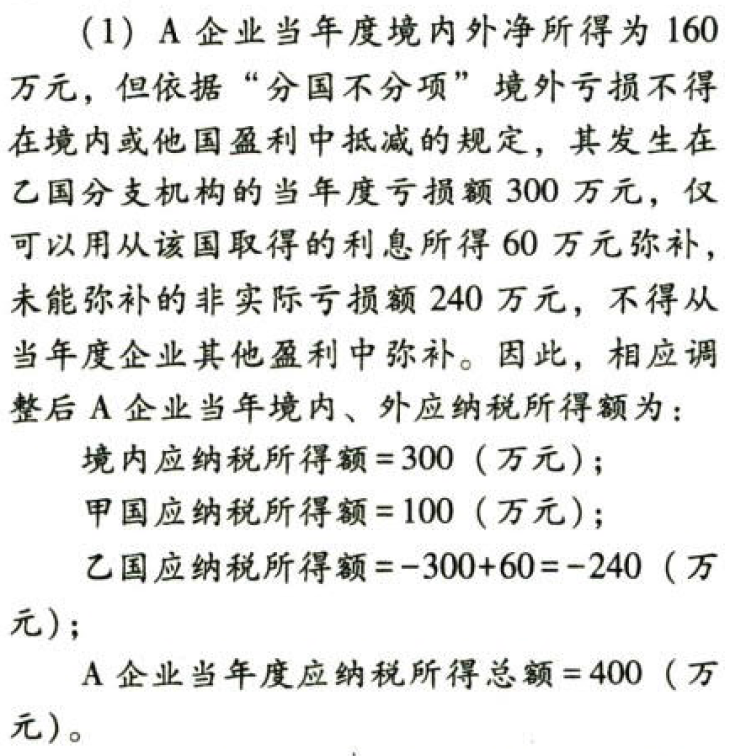 (1) A 企业当年度境内外净所得为 160
万元，但依据“分国不分项”境外亏损不得
在境内或他国盈利中抵减的规定，其发生在
乙国分支机构的当年度亏损额 300 万元，仅
可以用从该国取得的利息所得 60 万元弥补，
未能弥补的非实际亏损额 240 万元，不得从
当年度企业其他盈利中弥补。因此，相应调
整后 A 企业当年境内、外应纳税所得额为：
境内应纳税所得额=300（万元）；
甲国应纳税所得额=100（万元）；
乙国应纳税所得额=-300+60=-240（万
元）；
A 企业当年度应纳税所得总额=400（万
元）。